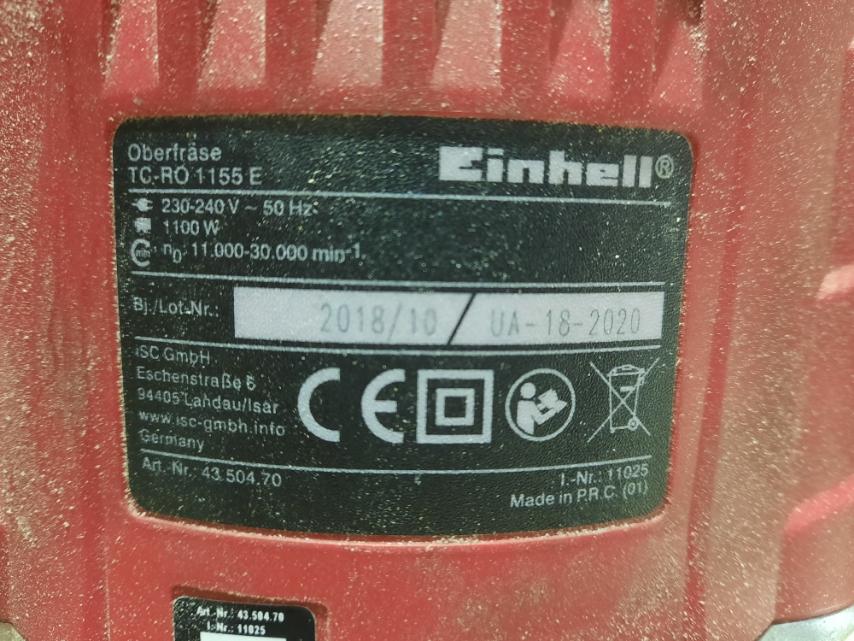 Oberfräse
TC-RO 1155 E
Einhell®
230-240 V ~ 50 Hz
1100 W
min
n0: 11.000-30.000 min-1
Bj./Lot-Nr.: 2018/10 / UA-18-2020
iSC GmbH
Eschenstraße 6
94405 Landau/Isar
www.isc-gmbh.info
Germany
CE
Art.-Nr.: 43.504.70
I.-Nr.: 11025
Made in P.R.C. (01)
Art.-Nr.: 43.504.70
I.-Nr.: 11025